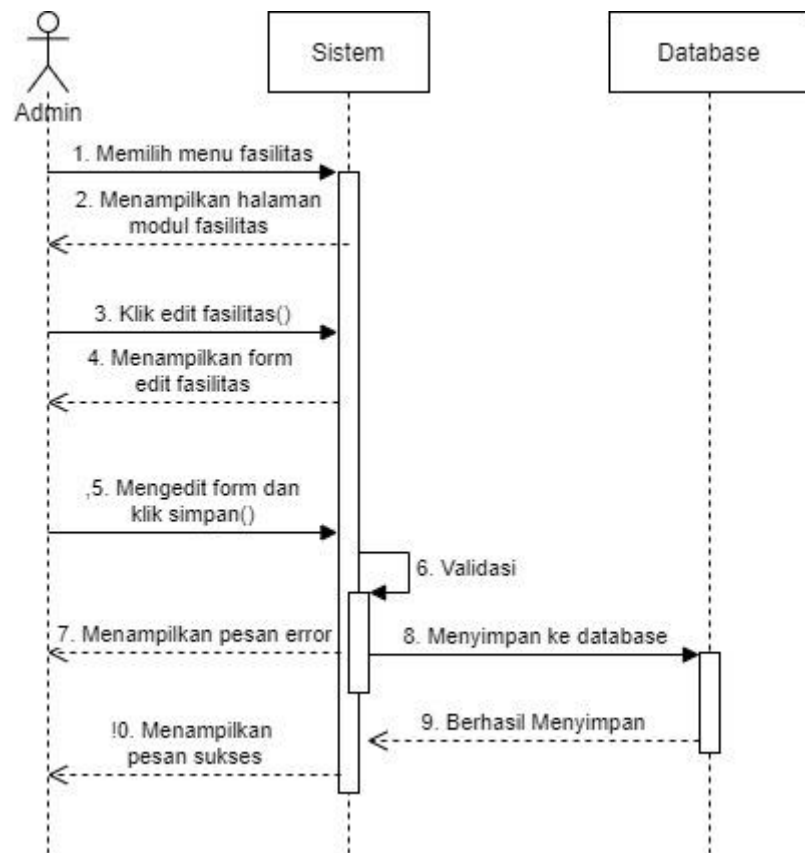 Sistem
Database
Admin
1. Memilih menu fasilitas
2. Menampilkan halaman
modul fasilitas
3. Klik edit fasilitas()
4. Menampilkan form
edit fasilitas
,5. Mengedit form dan
klik simpan()
6. Validasi
7. Menampilkan pesan error
8. Menyimpan ke database
9. Berhasil Menyimpan
!0. Menampilkan
pesan sukses